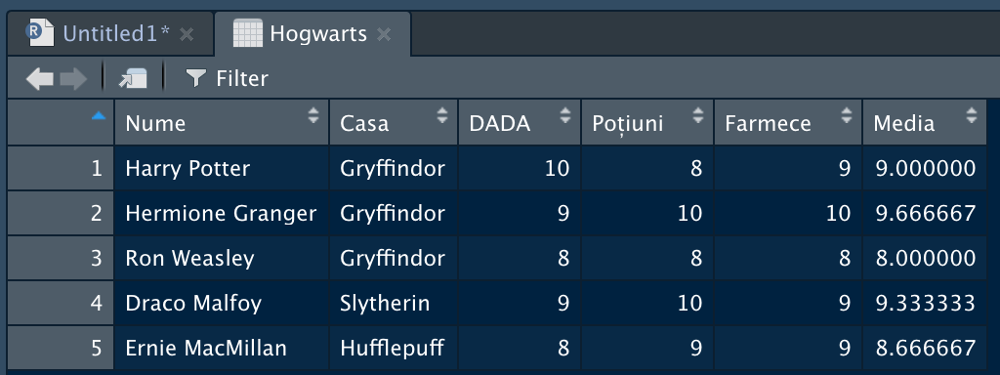 Untitled1* Hogwarts
Filter
Nume Casa DADA Poțiuni Farmece Media
1 Harry Potter Gryffindor 10 8 9 9.000000
2 Hermione Granger Gryffindor 9 10 10 9.666667
3 Ron Weasley Gryffindor 8 8 8 8.000000
4 Draco Malfoy Slytherin 9 10 9 9.333333
5 Ernie MacMillan Hufflepuff 8 9 9 8.666667